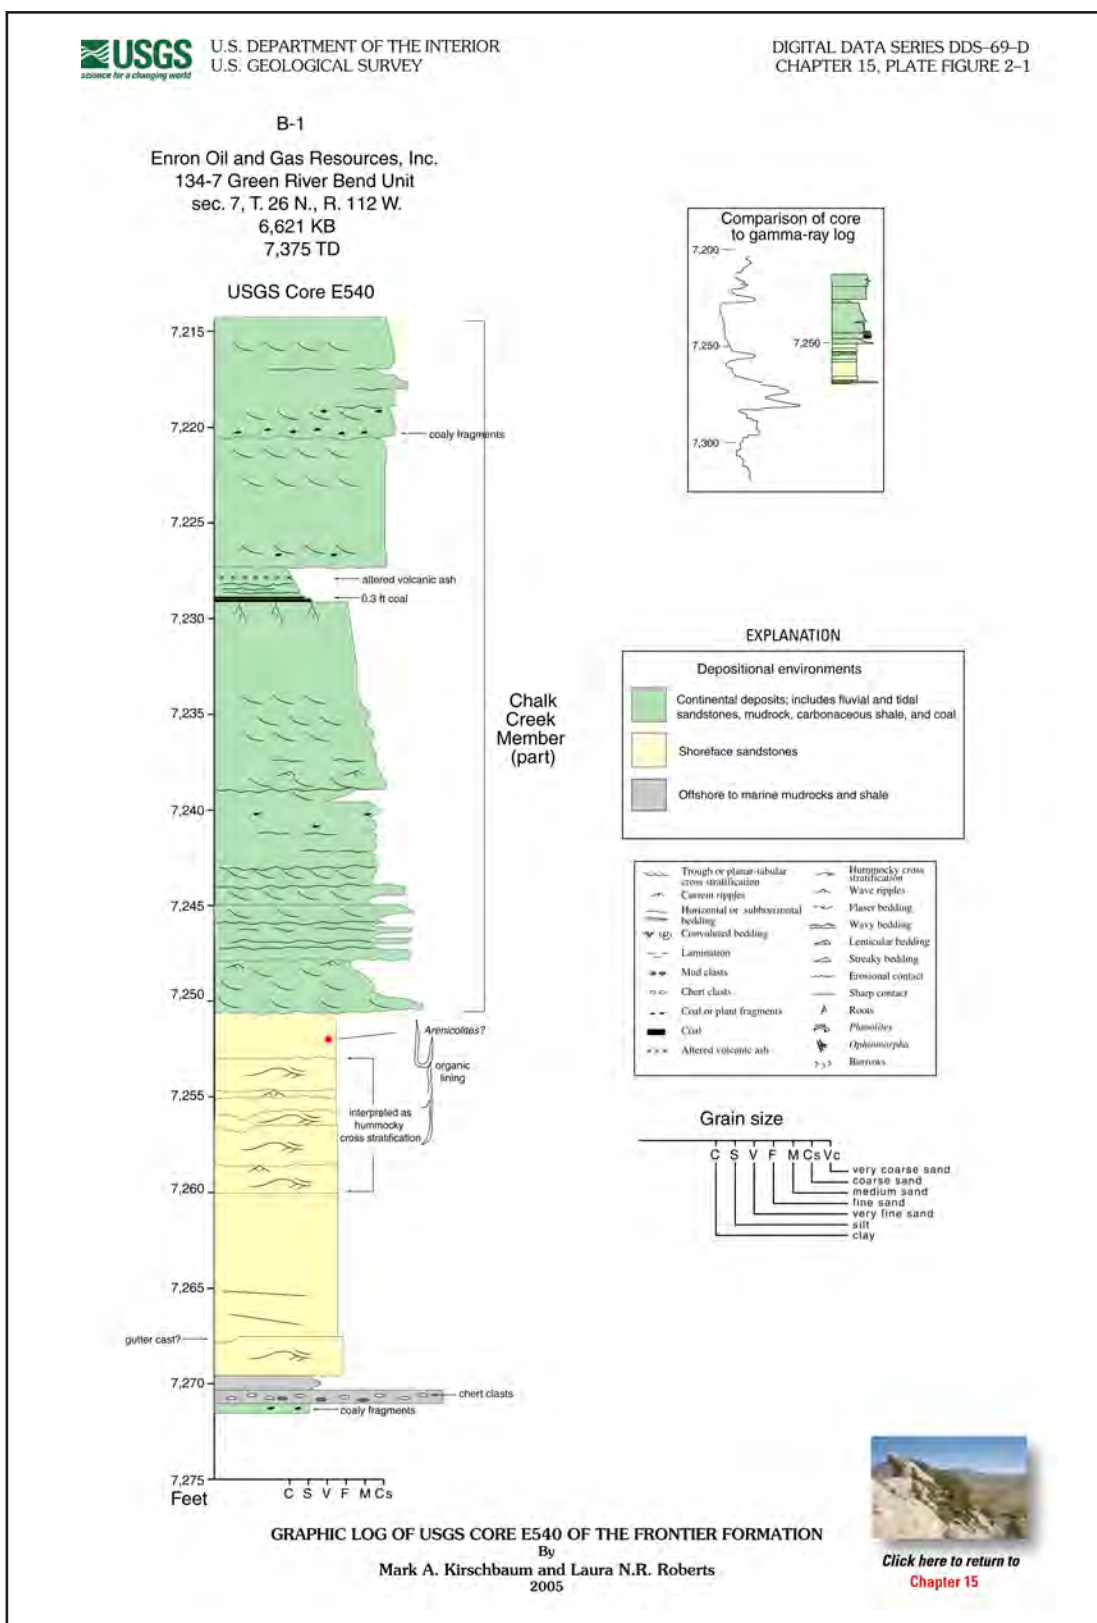 USGS
science for a changing world
U.S. DEPARTMENT OF THE INTERIOR
U.S. GEOLOGICAL SURVEY
DIGITAL DATA SERIES DDS–69–D
CHAPTER 15, PLATE FIGURE 2–1
B-1
Enron Oil and Gas Resources, Inc.
134-7 Green River Bend Unit
sec. 7, T. 26 N., R. 112 W.
6,621 KB
7,375 TD
USGS Core E540
7,215
7,220
coaly fragments
7,225
altered volcanic ash
0.3 ft coal
7,230
7,235
Chalk
Creek
Member
(part)
7,240
7,245
7,250
Arenicolites?
organic
lining
7,255
interpreted as
hummocky
cross stratification
7,260
7,265
gutter cast?
7,270
chert clasts
coaly fragments
7,275
Feet
C S V F M Cs
Comparison of core
to gamma-ray log
7,200
7,250
7,250
7,300
EXPLANATION
Depositional environments
Continental deposits; includes fluvial and tidal
sandstones, mudrock, carbonaceous shale, and coal
Shoreface sandstones
Offshore to marine mudrocks and shale
Trough or planar-tabular
cross stratification
Current ripples
Horizontal or subhorizontal
bedding
Convoluted bedding
Lamination
Mud clasts
Chert clasts
Coal or plant fragments
Coal
Altered volcanic ash
Hummocky cross
stratification
Wave ripples
Flaser bedding
Wavy bedding
Lenticular bedding
Streaky bedding
Erosional contact
Sharp contact
Roots
Planolites
Ophiomorpha
Burrows
Grain size
C S V F M Cs Vc
very coarse sand
coarse sand
medium sand
fine sand
very fine sand
silt
clay
GRAPHIC LOG OF USGS CORE E540 OF THE FRONTIER FORMATION
By
Mark A. Kirschbaum and Laura N.R. Roberts
2005
Click here to return to
Chapter 15